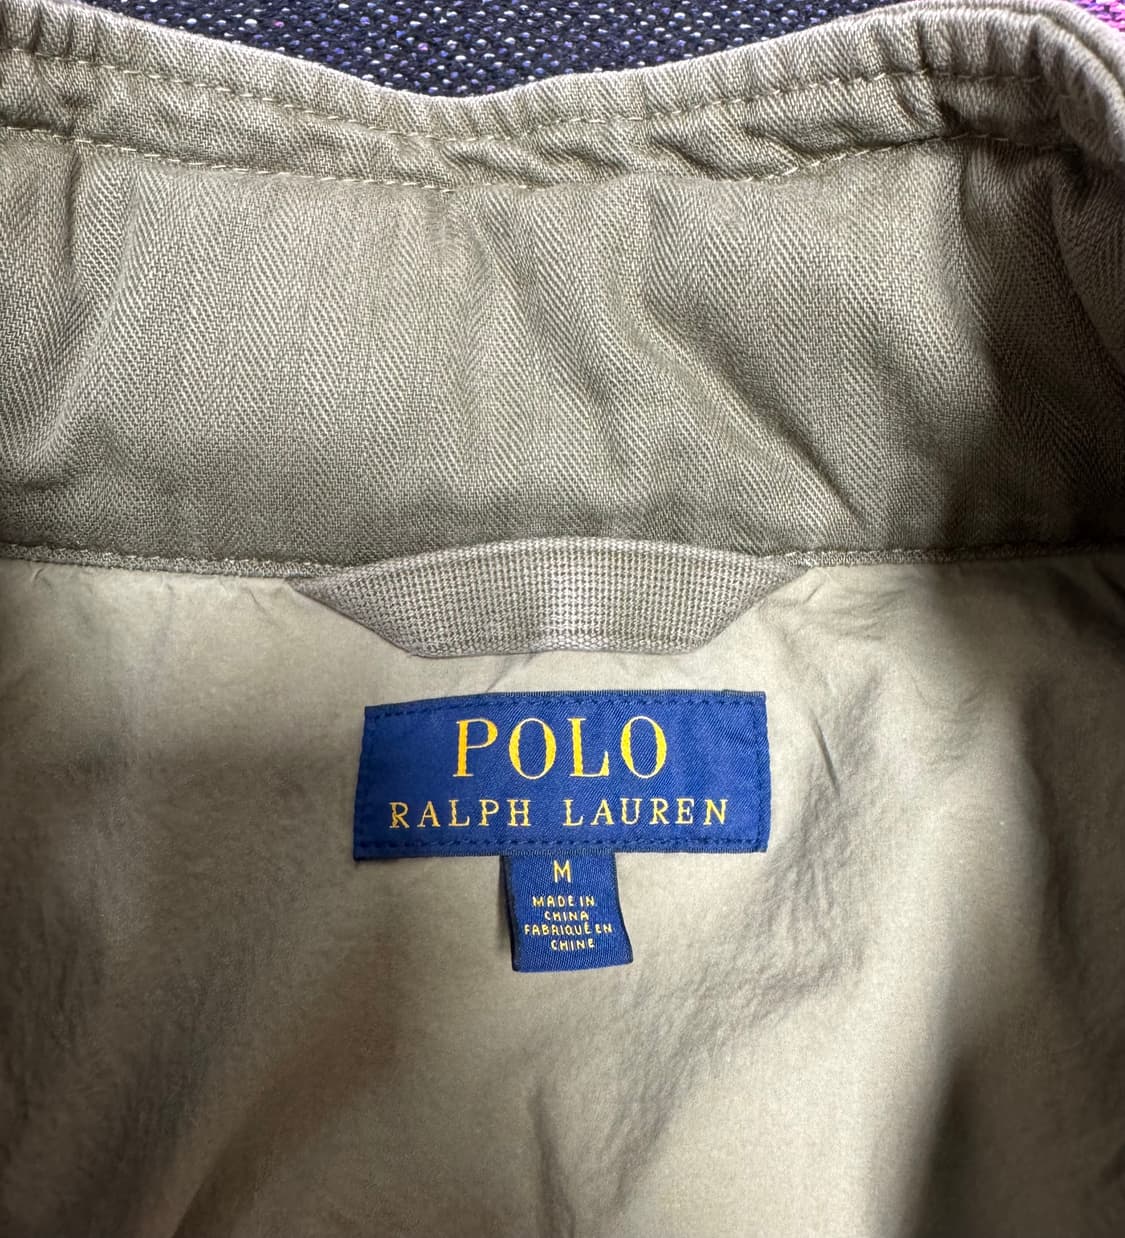 POLO
RALPH LAUREN
M
MADE IN
CHINA
FABRIQUÉ EN
CHINE